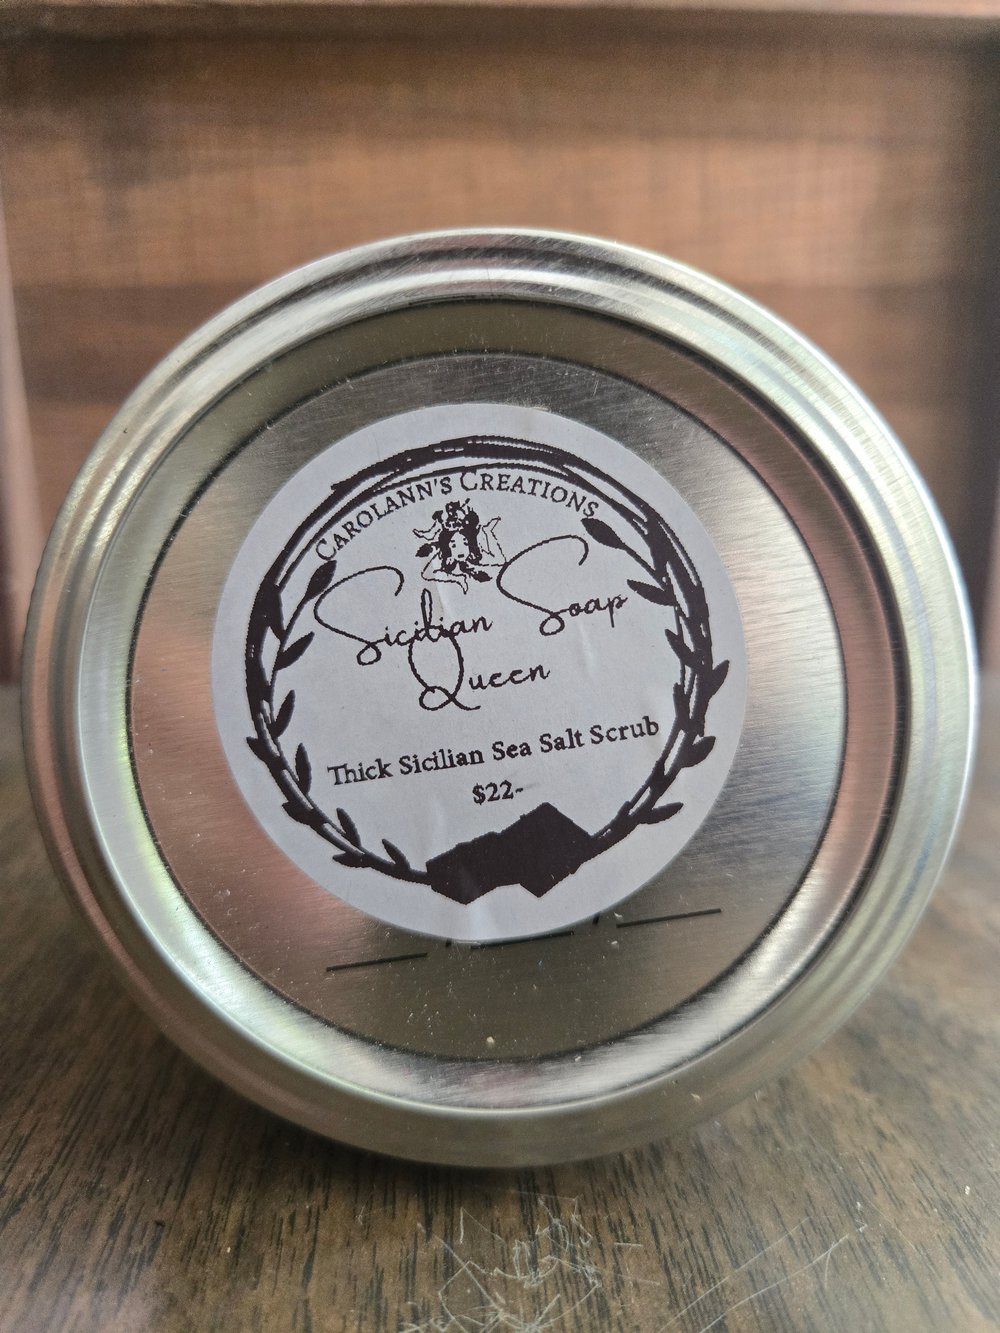 CAROLANN'S CREATIONS
Sicilian Soap
Queen
Thick Sicilian Sea Salt Scrub
$22-